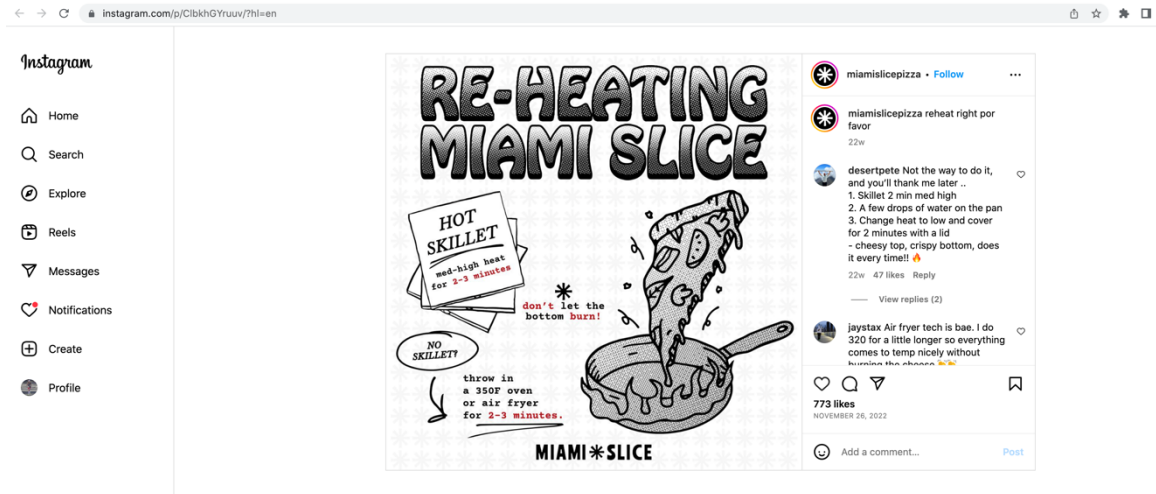 instagram.com/p/ClbkhGYruuv/?hl=en
Instagram
Home
Search
Explore
Reels
Messages
Notifications
Create
Profile
RE-HEATING
MIAMI SLICE
HOT
SKILLET
med-high heat
for 2-3 minutes
don't let the
bottom burn!
NO
SKILLET?
throw in
a 350F oven
or air fryer
for 2-3 minutes.
MIAMI SLICE
miamislicepizza • Follow
miamislicepizza reheat right por
favor
22w
desertpete Not the way to do it,
and you'll thank me later ..
1. Skillet 2 min med high
2. A few drops of water on the pan
3. Change heat to low and cover
for 2 minutes with a lid
- cheesy top, crispy bottom, does
it every time!! 🔥
22w 47 likes Reply
View replies (2)
jaystax Air fryer tech is bae. I do
320 for a little longer so everything
comes to temp nicely without
burning the cheese
773 likes
NOVEMBER 26, 2022
Add a comment...
Post